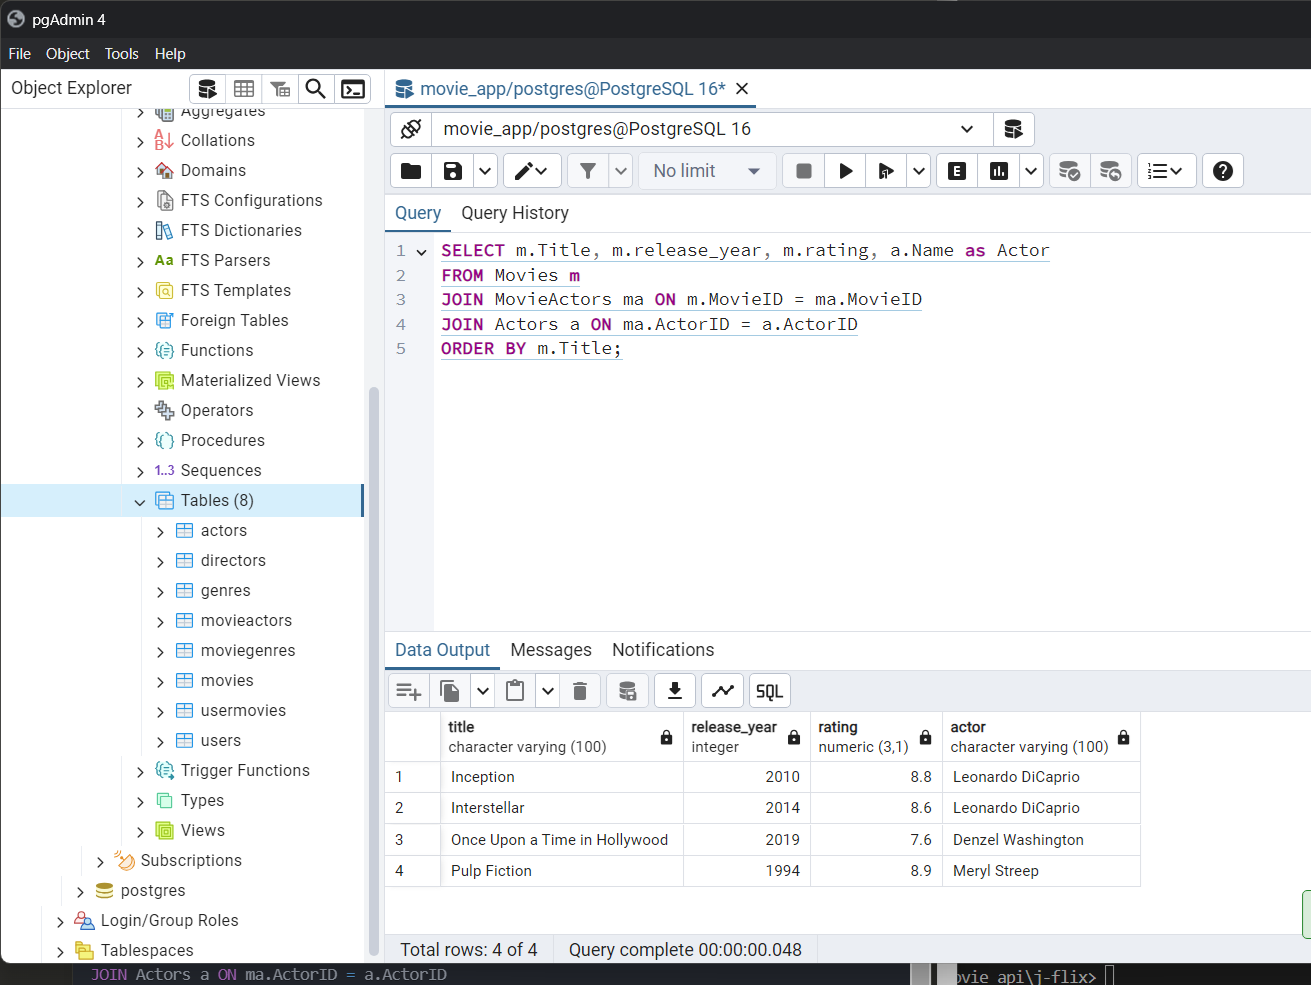 pgAdmin 4
File Object Tools Help
Object Explorer
Aggregates
Collations
Domains
FTS Configurations
FTS Dictionaries
Aa FTS Parsers
FTS Templates
Foreign Tables
Functions
Materialized Views
Operators
Procedures
1..3 Sequences
Tables (8)
actors
directors
genres
movieactors
moviegenres
movies
usermovies
users
Trigger Functions
Types
Views
Subscriptions
postgres
Login/Group Roles
Tablespaces
movie_app/postgres@PostgreSQL 16*
movie_app/postgres@PostgreSQL 16
No limit
E
Query Query History
1 SELECT m.Title, m.release_year, m.rating, a.Name as Actor
2 FROM Movies m
3 JOIN MovieActors ma ON m.MovieID = ma.MovieID
4 JOIN Actors a ON ma.ActorID = a.ActorID
5 ORDER BY m.Title;
Data Output Messages Notifications
SQL
title release_year rating actor
character varying (100) integer numeric (3,1) character varying (100)
1 Inception 2010 8.8 Leonardo DiCaprio
2 Interstellar 2014 8.6 Leonardo DiCaprio
3 Once Upon a Time in Hollywood 2019 7.6 Denzel Washington
4 Pulp Fiction 1994 8.9 Meryl Streep
Total rows: 4 of 4 Query complete 00:00:00.048
JOIN Actors a ON ma.ActorID = a.ActorID
ovie api\j-flix>